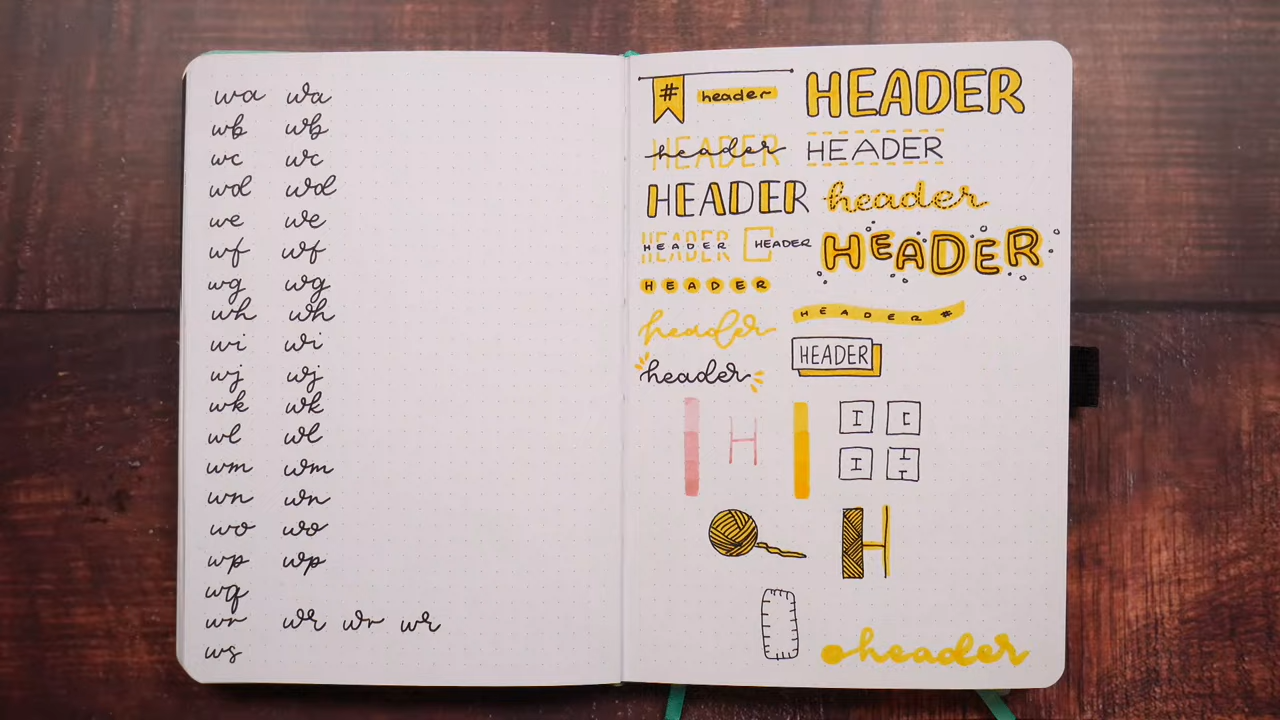 wa wa
wb wb
wc wc
wd wd
we we
wf wf
wg wg
wh wh
wi wi
wj wj
wk wk
wl wl
wm wm
wn wn
wo wo
wp wp
wq
wr wr wr wr
ws
# header HEADER
HEADER header HEADER
HEADER header
HEADER HEADER HEADER HEADER
HEADER
header HEADER #
header HEADER
H I I
I I
H
header